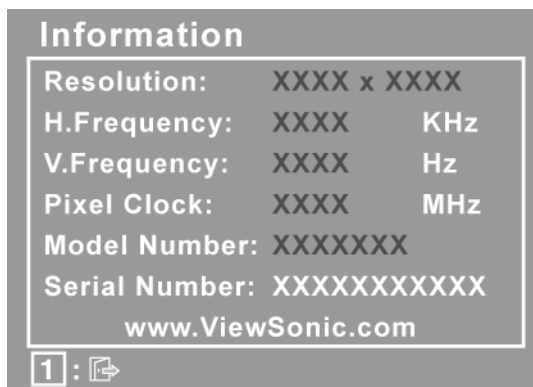 Information
Resolution: XXXX x XXXX
H.Frequency: XXXX KHz
V.Frequency: XXXX Hz
Pixel Clock: XXXX MHz
Model Number: XXXXXXX
Serial Number: XXXXXXXXXXX
www.ViewSonic.com
1 :